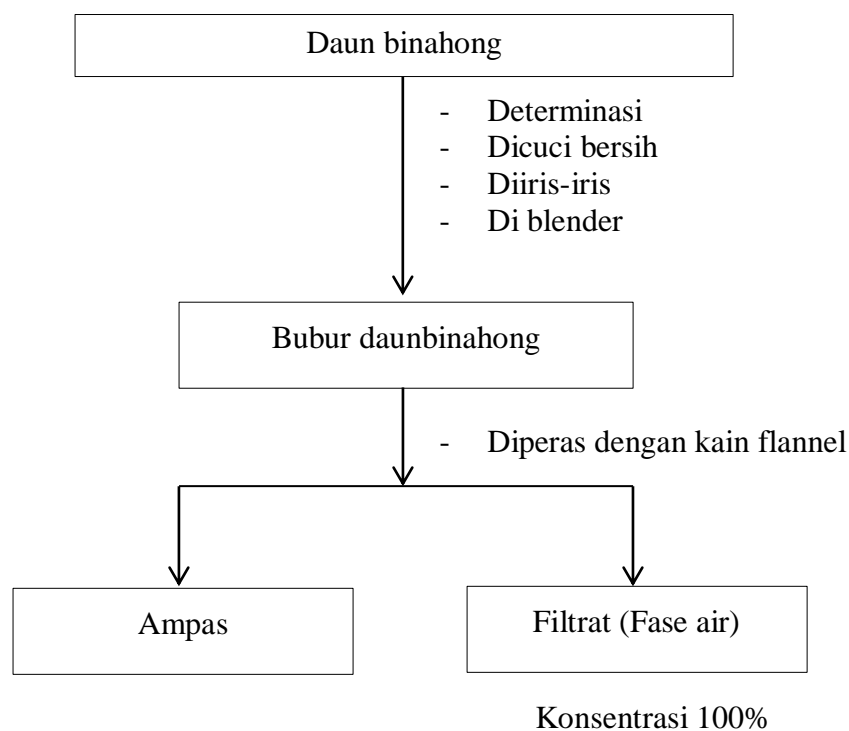 Daun binahong
- Determinasi
- Dicuci bersih
- Diiris-iris
- Di blender
Bubur daunbinahong
- Diperas dengan kain flannel
Ampas
Filtrat (Fase air)
Konsentrasi 100%